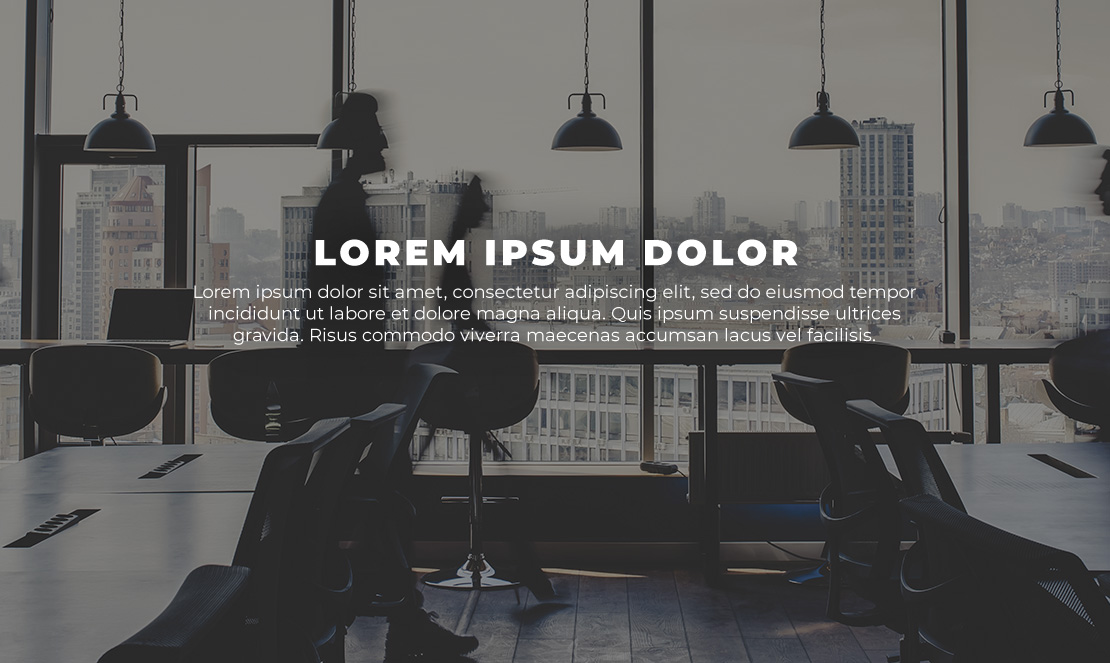 LOREM IPSUM DOLOR
Lorem ipsum dolor sit amet, consectetur adipiscing elit, sed do eiusmod tempor
incididunt ut labore et dolore magna aliqua. Quis ipsum suspendisse ultrices
gravida. Risus commodo viverra maecenas accumsan lacus vel facilisis.